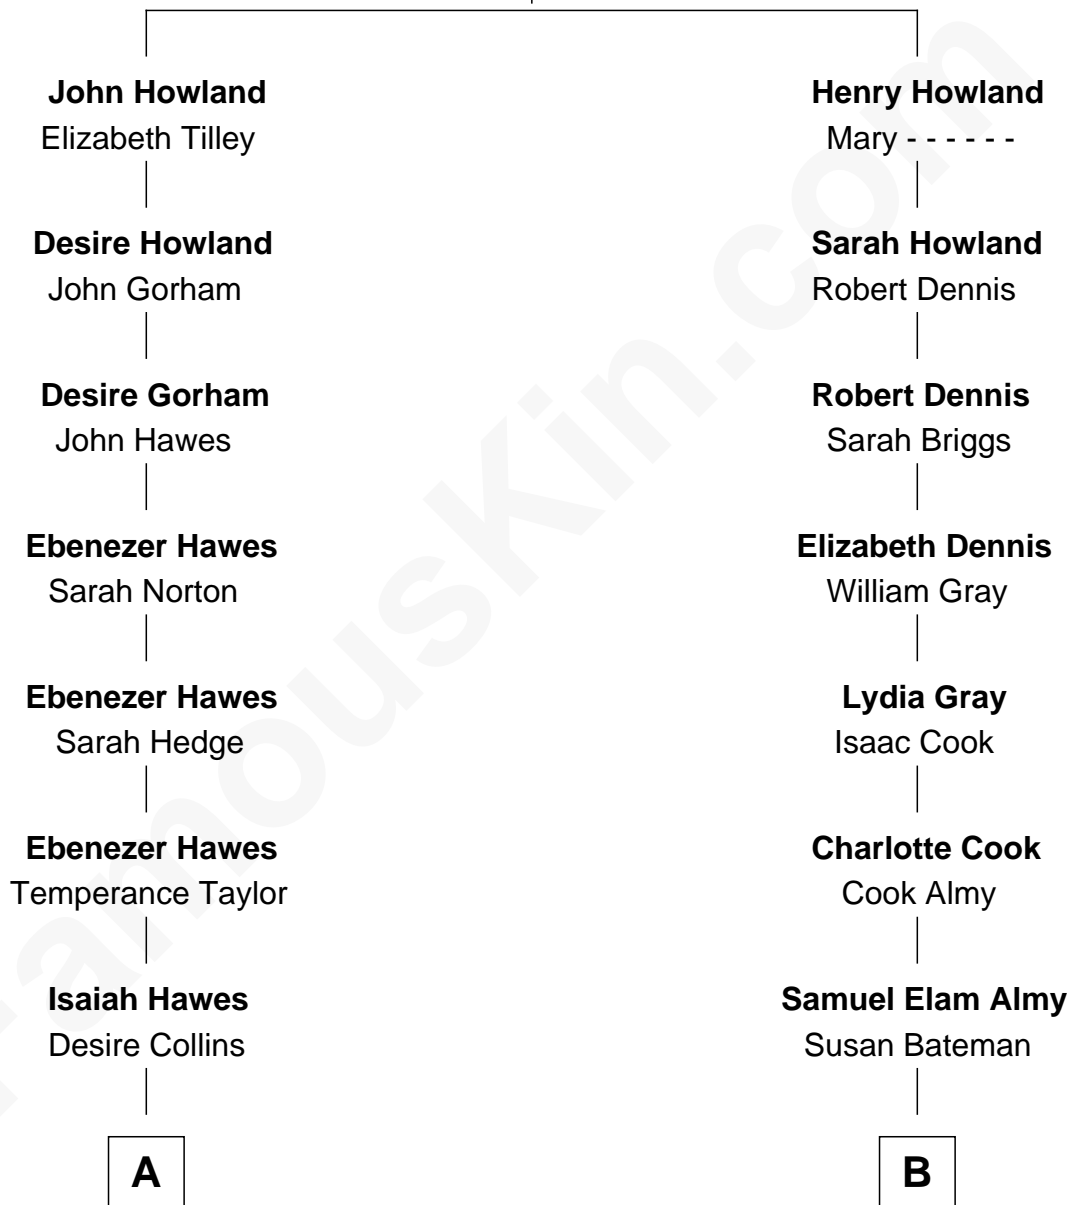 John Howland
Elizabeth Tilley
Desire Howland
John Gorham
Desire Gorham
John Hawes
Ebenezer Hawes
Sarah Norton
Ebenezer Hawes
Sarah Hedge
Ebenezer Hawes
Temperance Taylor
Isaiah Hawes
Desire Collins
A
Henry Howland
Mary - - - - - -
Sarah Howland
Robert Dennis
Robert Dennis
Sarah Briggs
Elizabeth Dennis
William Gray
Lydia Gray
Isaac Cook
Charlotte Cook
Cook Almy
Samuel Elam Almy
Susan Bateman
B
FamousKin.com